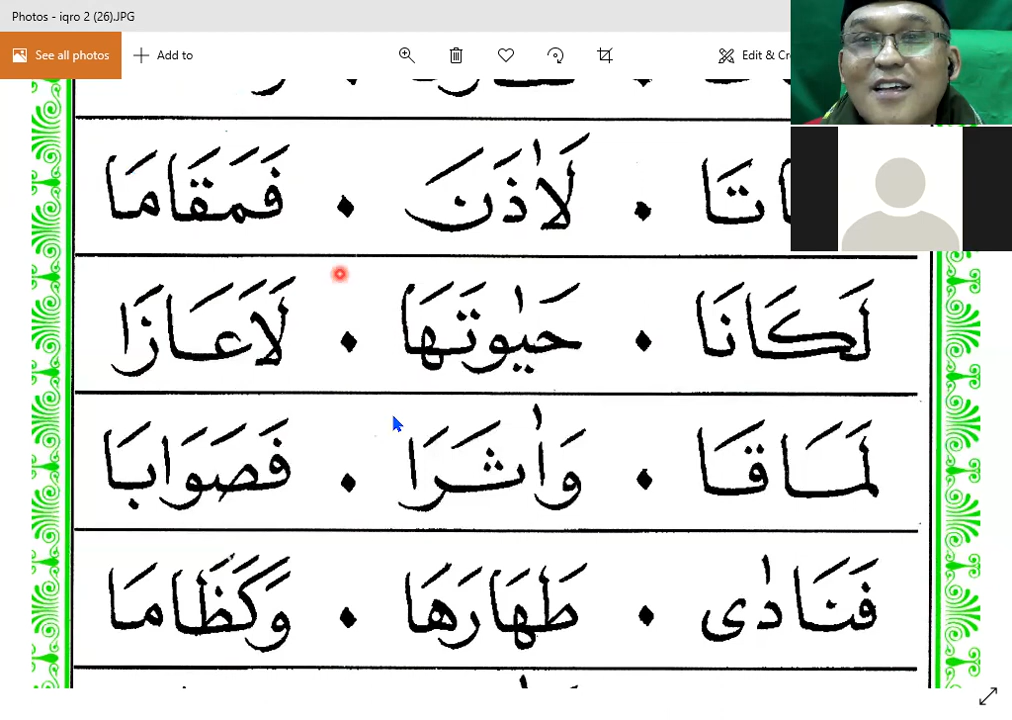 Photos - iqro 2 (26).JPG
See all photos Add to
لَاٰذَنَ • فَمَقَامَا
لَكَانَا • حَيٰوتَهَا • لَاعَازَا
لَمَاقَا • وَاٰثَرَا • فَصَوَابَا
فَنَادٰى • طَهَارَهَا • وَكَظَامَا